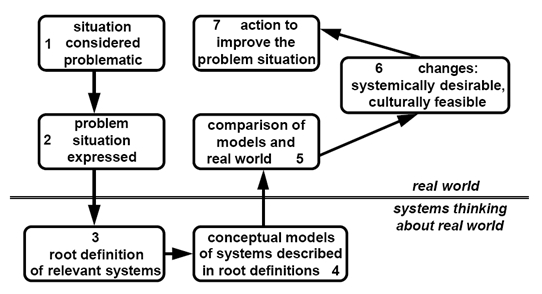 1 situation
considered
problematic
2 problem
situation
expressed
3
root definition
of relevant systems
conceptual models
of systems described
in root definitions 4
comparison of
models and
real world 5
6 changes:
systemically desirable,
culturally feasible
7 action to
improve the
problem situation
real world
systems thinking
about real world